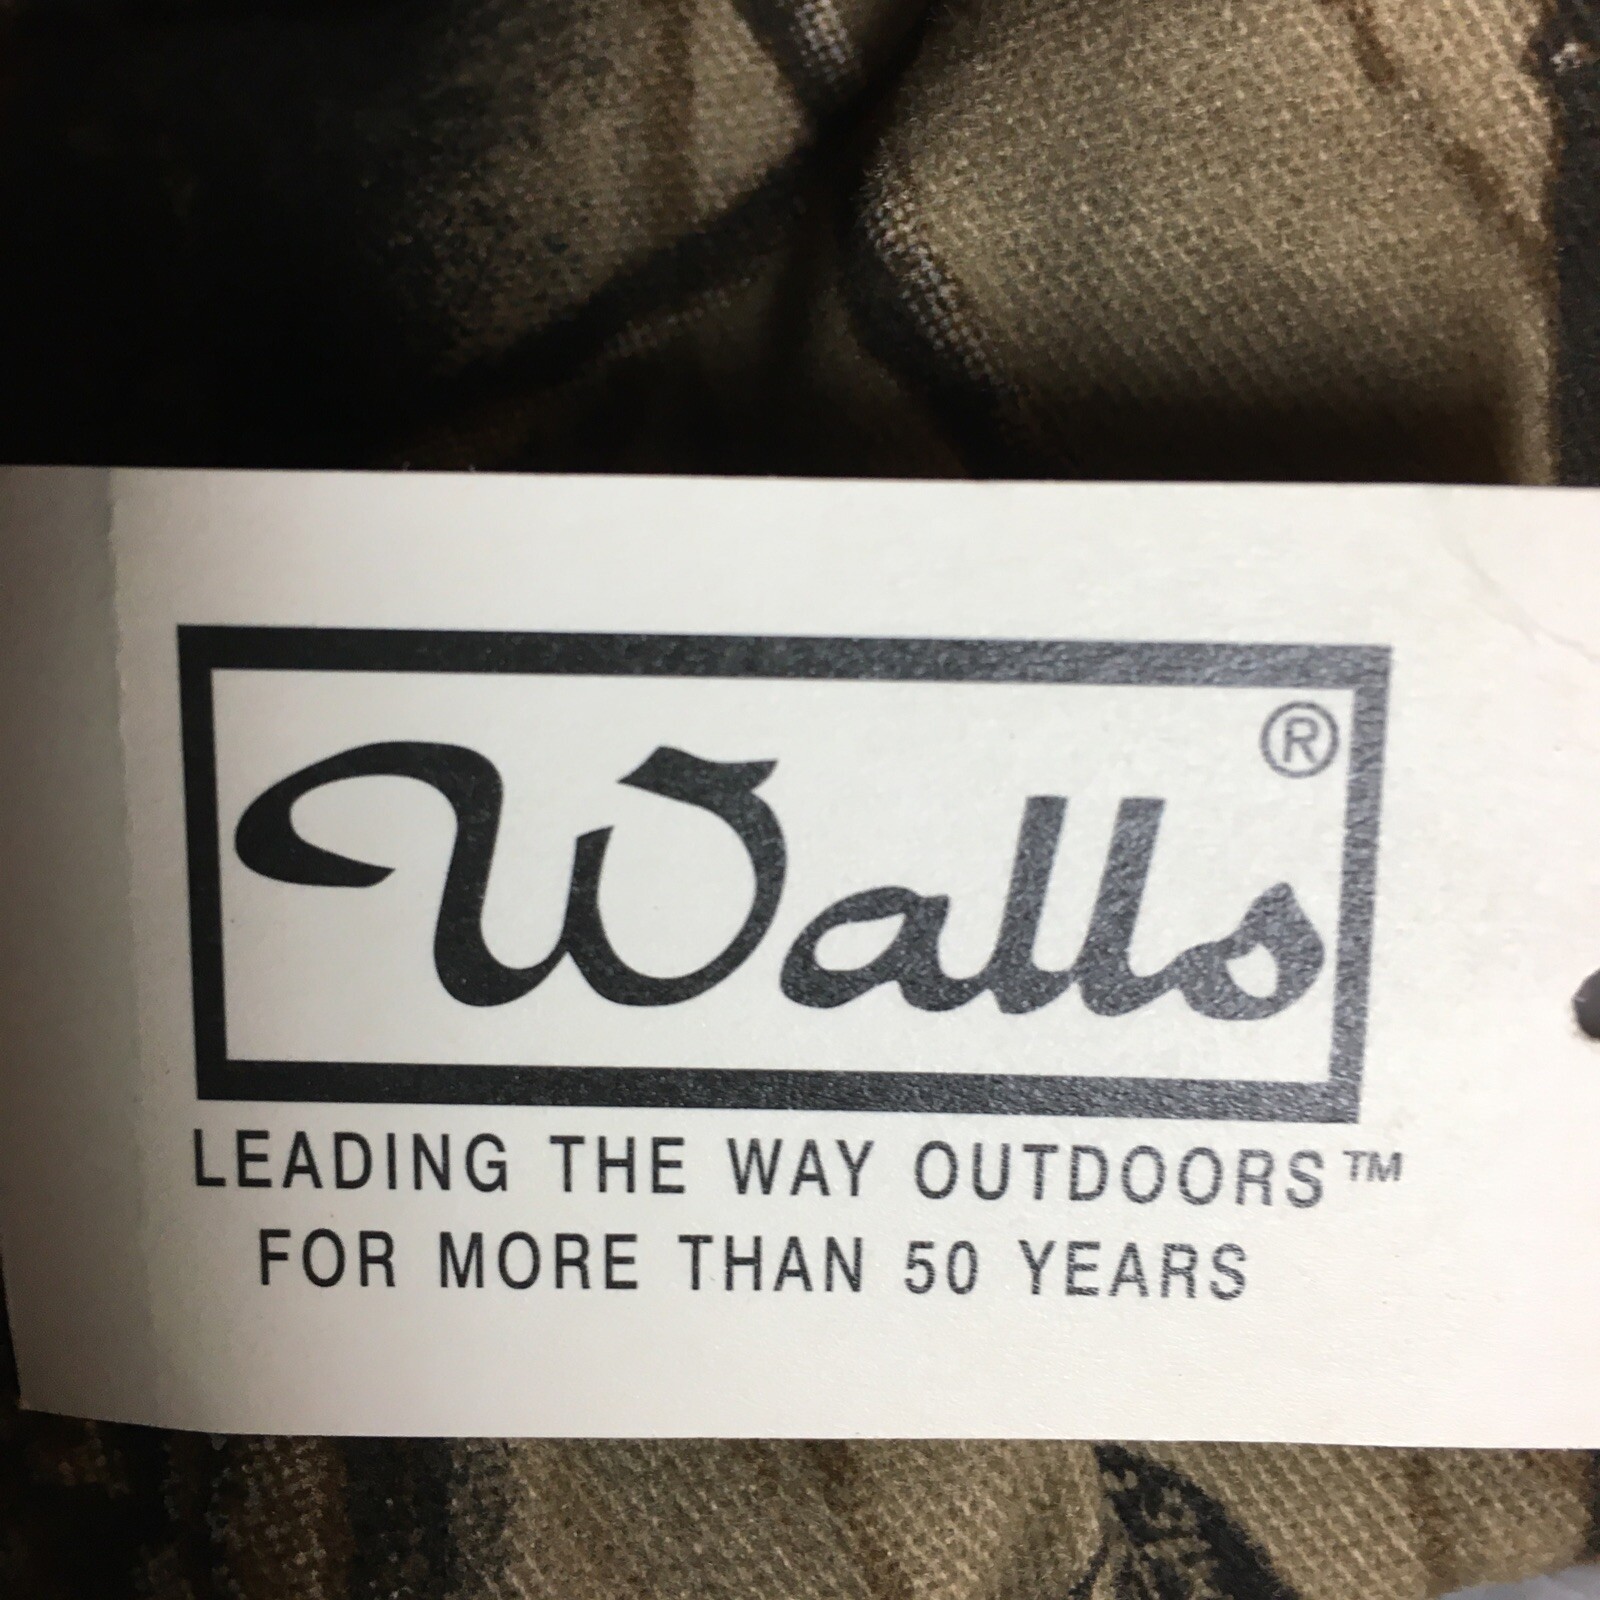 Walls®
LEADING THE WAY OUTDOORS™
FOR MORE THAN 50 YEARS